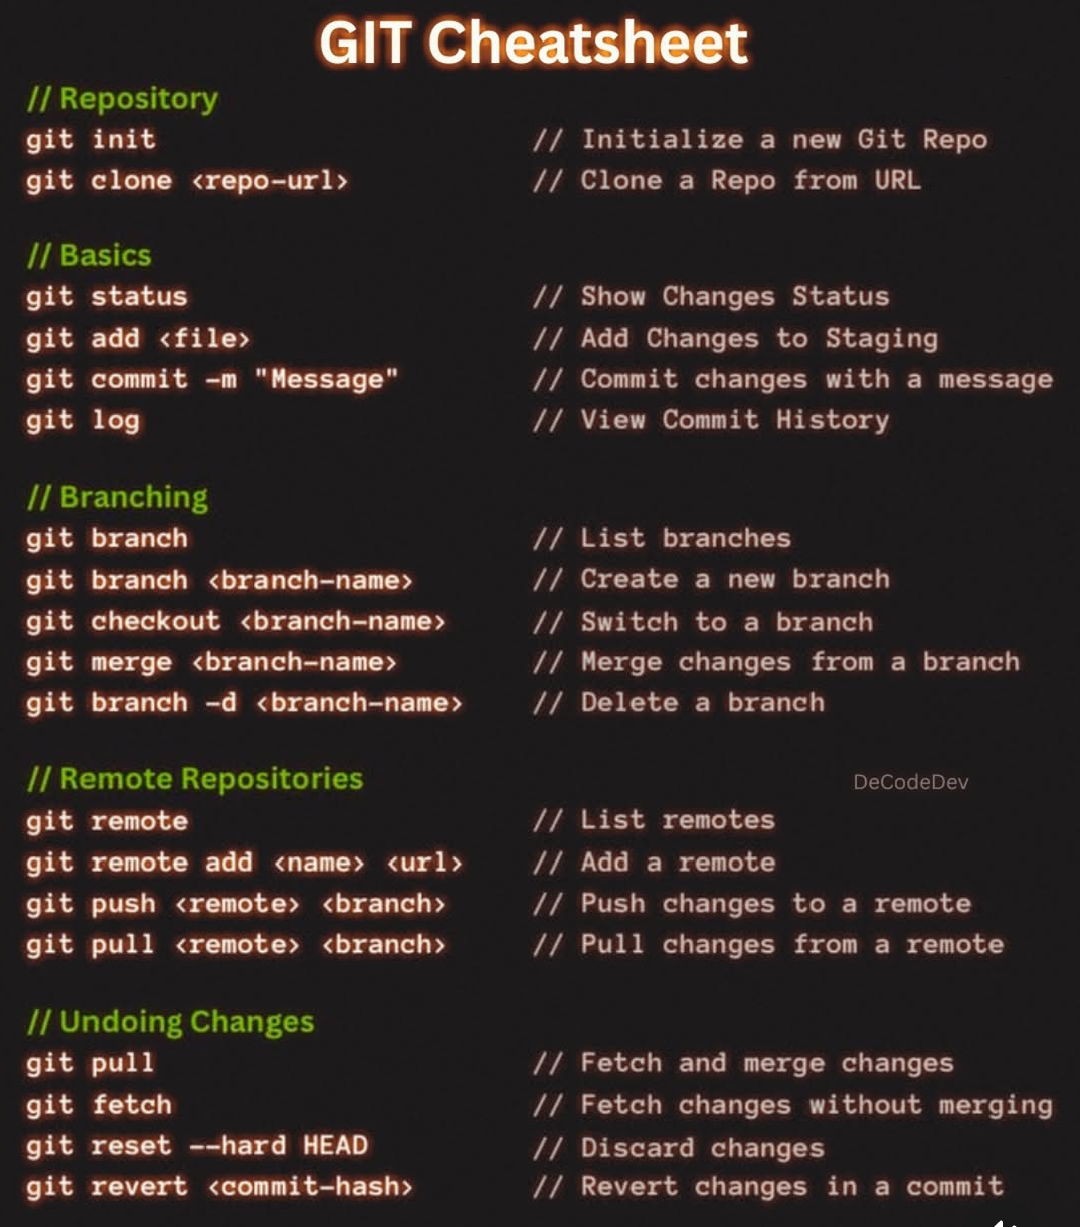 GIT Cheatsheet
// Repository
git init // Initialize a new Git Repo
git clone <repo-url> // Clone a Repo from URL
// Basics
git status // Show Changes Status
git add <file> // Add Changes to Staging
git commit -m "Message" // Commit changes with a message
git log // View Commit History
// Branching
git branch // List branches
git branch <branch-name> // Create a new branch
git checkout <branch-name> // Switch to a branch
git merge <branch-name> // Merge changes from a branch
git branch -d <branch-name> // Delete a branch
// Remote Repositories
DeCodeDev
git remote // List remotes
git remote add <name> <url> // Add a remote
git push <remote> <branch> // Push changes to a remote
git pull <remote> <branch> // Pull changes from a remote
// Undoing Changes
git pull // Fetch and merge changes
git fetch // Fetch changes without merging
git reset --hard HEAD // Discard changes
git revert <commit-hash> // Revert changes in a commit